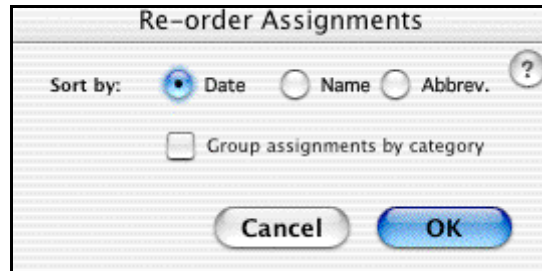 Re-order Assignments
Sort by: Date Name Abbrev. ?
Group assignments by category
Cancel OK